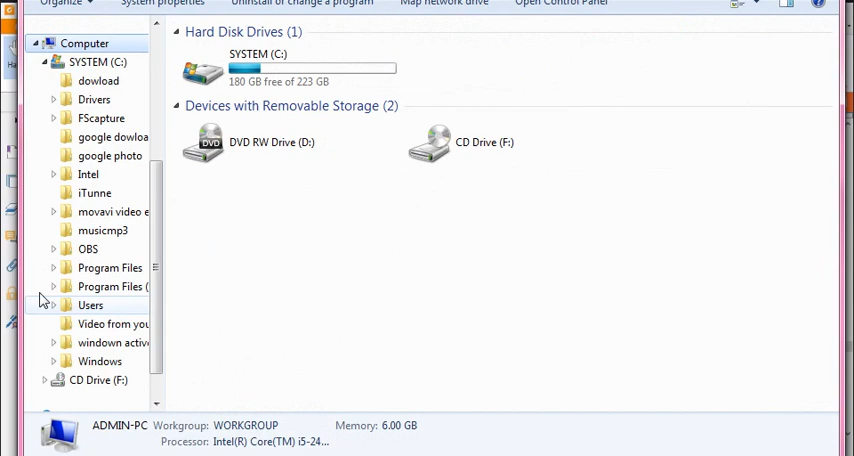 Organize System properties Uninstall or change a program Map network drive Open Control Panel
Computer
SYSTEM (C:)
dowload
Drivers
FScapture
google dowloa
google photo
Intel
iTunne
movavi video e
musicmp3
OBS
Program Files
Program Files (
Users
Video from you
windown active
Windows
CD Drive (F:)
Hard Disk Drives (1)
SYSTEM (C:)
180 GB free of 223 GB
Devices with Removable Storage (2)
DVD
DVD RW Drive (D:)
CD Drive (F:)
ADMIN-PC Workgroup: WORKGROUP Memory: 6.00 GB
Processor: Intel(R) Core(TM) i5-24...